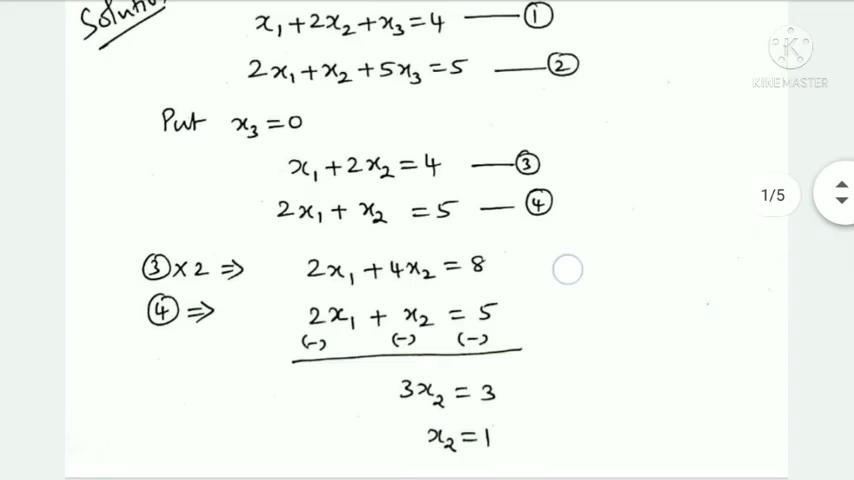 Solution
x₁+2x₂+x₃=4 —— ①
2x₁+x₂+5x₃=5 —— ②
KINEMASTER
Put x₃=0
x₁+2x₂=4 —— ③
1/5
2x₁+x₂=5 — ④
③×2 ⇒ 2x₁+4x₂=8
④ ⇒ 2x₁+x₂=5
(-) (-) (-)
3x₂=3
x₂=1